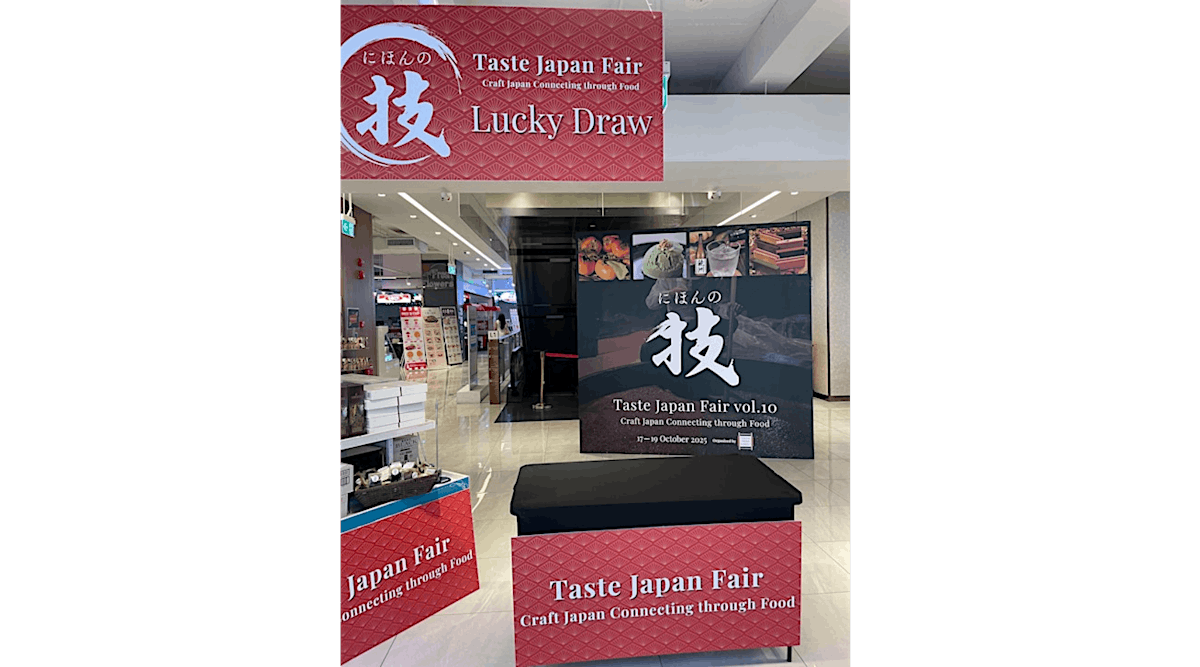 にほんの
技
Taste Japan Fair
Craft Japan Connecting through Food
Lucky Draw
Flowers
にほんの
技
Taste Japan Fair vol.10
Craft Japan Connecting through Food
17—19 October 2025 Organized by
Japan Fair
onnecting through Food
Taste Japan Fair
Craft Japan Connecting through Food